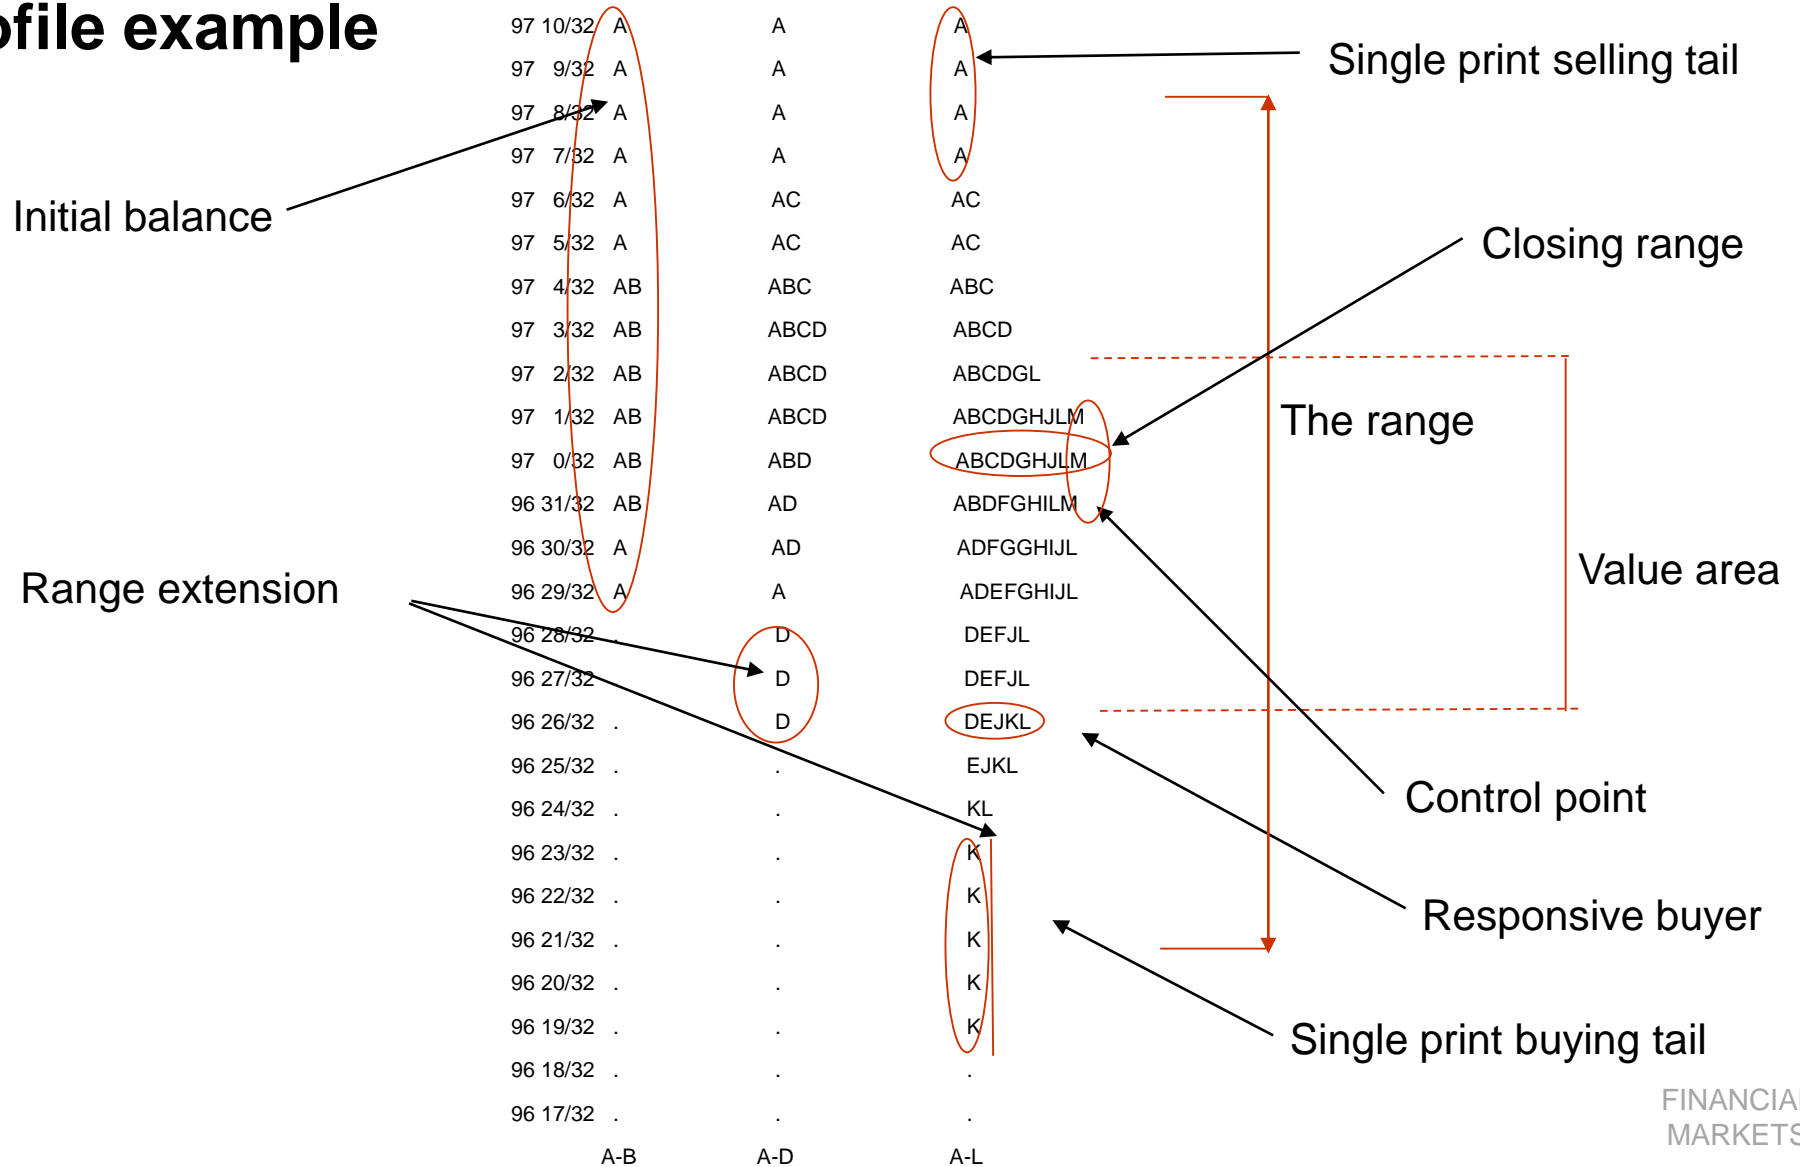 ofile example
97 10/32 A A A
Single print selling tail
97 9/32 A A A
97 8/32 A A A
97 7/32 A A A
97 6/32 A AC AC
Initial balance
97 5/32 A AC AC
Closing range
97 4/32 AB ABC ABC
97 3/32 AB ABCD ABCD
97 2/32 AB ABCD ABCDGL
97 1/32 AB ABCD ABCDGHJLM
The range
97 0/32 AB ABD ABCDGHJLM
96 31/32 AB AD ABDFGHILM
96 30/32 A AD ADFGGHIJL
Value area
96 29/32 A A ADEFGHIJL
Range extension
96 28/32 . D DEFJL
96 27/32 . D DEFJL
96 26/32 . D DEJKL
96 25/32 . . EJKL
Control point
96 24/32 . . KL
96 23/32 . . K
96 22/32 . . K
Responsive buyer
96 21/32 . . K
96 20/32 . . K
96 19/32 . . K
Single print buying tail
96 18/32 . . .
96 17/32 . . .
A-B A-D A-L
FINANCIAL
MARKETS